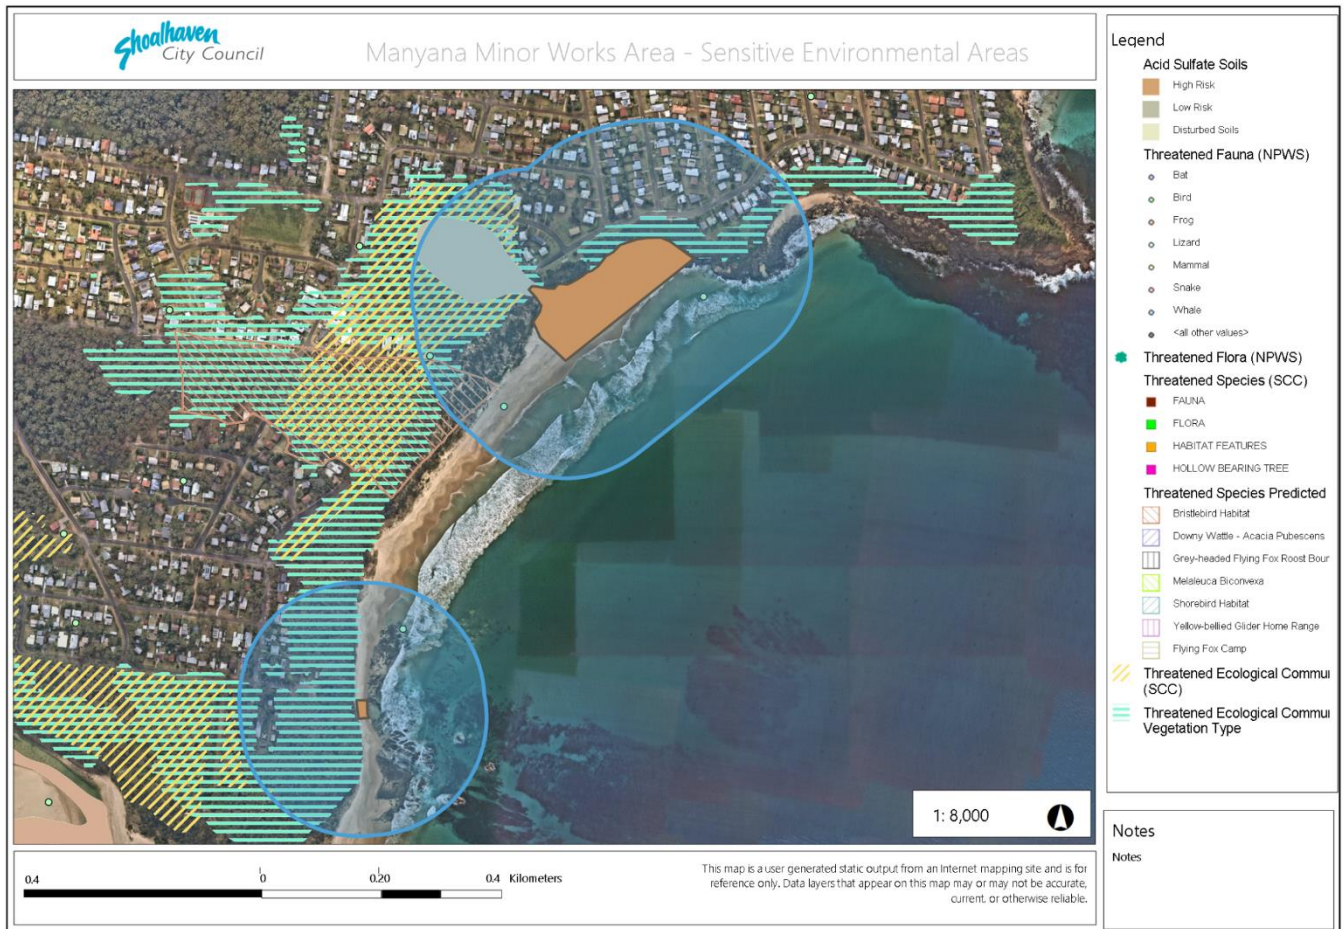 Shoalhaven
City Council
Manyana Minor Works Area - Sensitive Environmental Areas
Legend
Acid Sulfate Soils
High Risk
Low Risk
Disturbed Soils
Threatened Fauna (NPWS)
Bat
Bird
Frog
Lizard
Mammal
Snake
Whale
<all other values>
Threatened Flora (NPWS)
Threatened Species (SCC)
FAUNA
FLORA
HABITAT FEATURES
HOLLOW BEARING TREE
Threatened Species Predicted
Bristlebird Habitat
Downy Wattle - Acacia Pubescens
Grey-headed Flying Fox Roost Bour
Melaleuca Biconvexa
Shorebird Habitat
Yellow-bellied Glider Home Range
Flying Fox Camp
Threatened Ecological Commu
(SCC)
Threatened Ecological Commu
Vegetation Type
1: 8,000
Notes
Notes
0.4 0 0.20 0.4 Kilometers
This map is a user generated static output from an Internet mapping site and is for
reference only. Data layers that appear on this map may or may not be accurate,
current, or otherwise reliable.